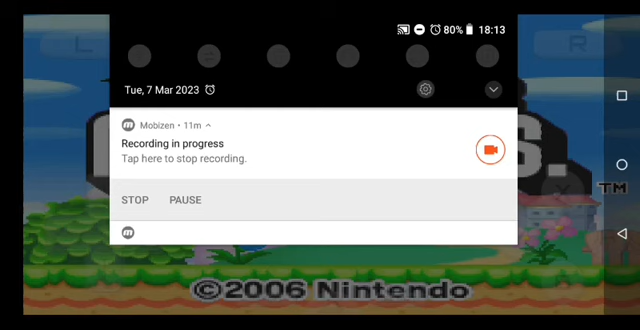 80% 18:13
L
R
Tue, 7 Mar 2023
Mobizen • 11m
Recording in progress
Tap here to stop recording.
S.
X
TM
STOP PAUSE
©2006 Nintendo